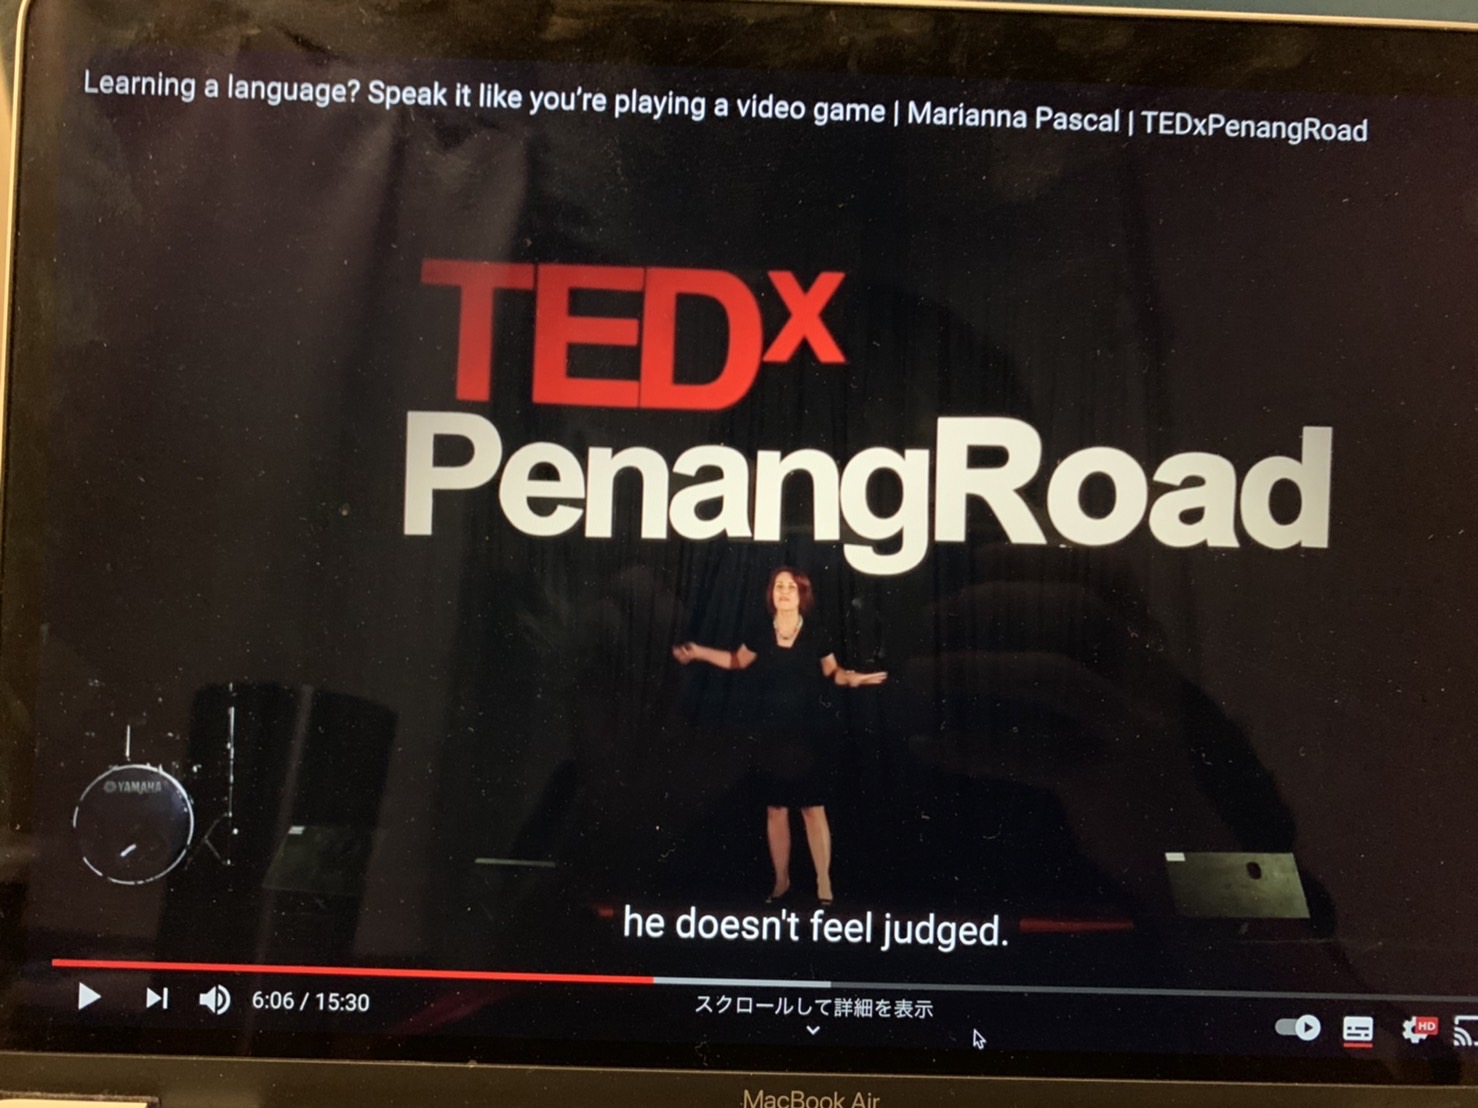 Learning a language? Speak it like you're playing a video game | Marianna Pascal | TEDxPenangRoad
TEDx
PenangRoad
YAMAHA
he doesn't feel judged.
6:06 / 15:30
スクロールして詳細を表示
HD
MacBook Air